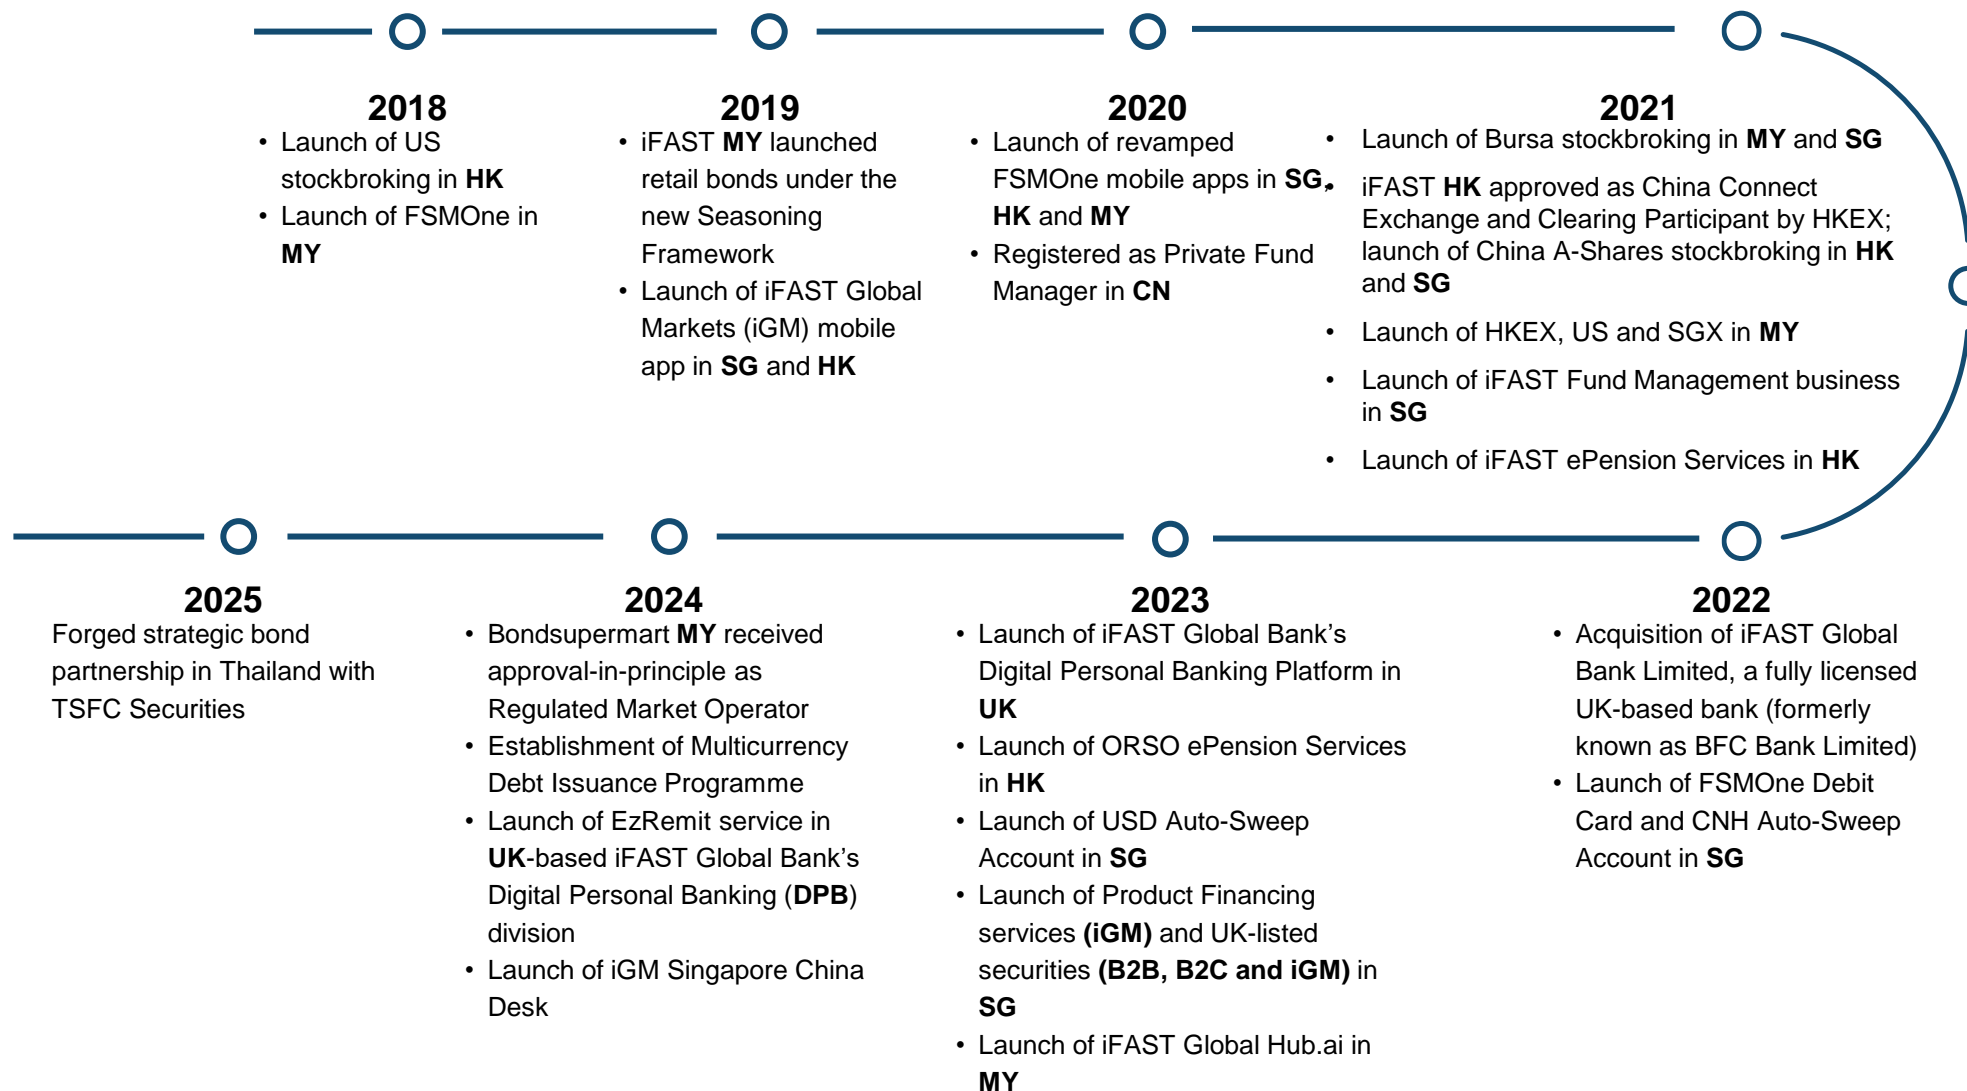 2018
• Launch of US
stockbroking in HK
• Launch of FSMOne in
MY
2019
• iFAST MY launched
retail bonds under the
new Seasoning
Framework
• Launch of iFAST Global
Markets (iGM) mobile
app in SG and HK
2020
• Launch of revamped
FSMOne mobile apps in SG,
HK and MY
• Registered as Private Fund
Manager in CN
2021
• Launch of Bursa stockbroking in MY and SG
• iFAST HK approved as China Connect
Exchange and Clearing Participant by HKEX;
launch of China A-Shares stockbroking in HK
and SG
• Launch of HKEX, US and SGX in MY
• Launch of iFAST Fund Management business
in SG
• Launch of iFAST ePension Services in HK
2025
Forged strategic bond
partnership in Thailand with
TSFC Securities
2024
• Bondsupermart MY received
approval-in-principle as
Regulated Market Operator
• Establishment of Multicurrency
Debt Issuance Programme
• Launch of EzRemit service in
UK-based iFAST Global Bank’s
Digital Personal Banking (DPB)
division
• Launch of iGM Singapore China
Desk
2023
• Launch of iFAST Global Bank’s
Digital Personal Banking Platform in
UK
• Launch of ORSO ePension Services
in HK
• Launch of USD Auto-Sweep
Account in SG
• Launch of Product Financing
services (iGM) and UK-listed
securities (B2B, B2C and iGM) in
SG
• Launch of iFAST Global Hub.ai in
MY
2022
• Acquisition of iFAST Global
Bank Limited, a fully licensed
UK-based bank (formerly
known as BFC Bank Limited)
• Launch of FSMOne Debit
Card and CNH Auto-Sweep
Account in SG